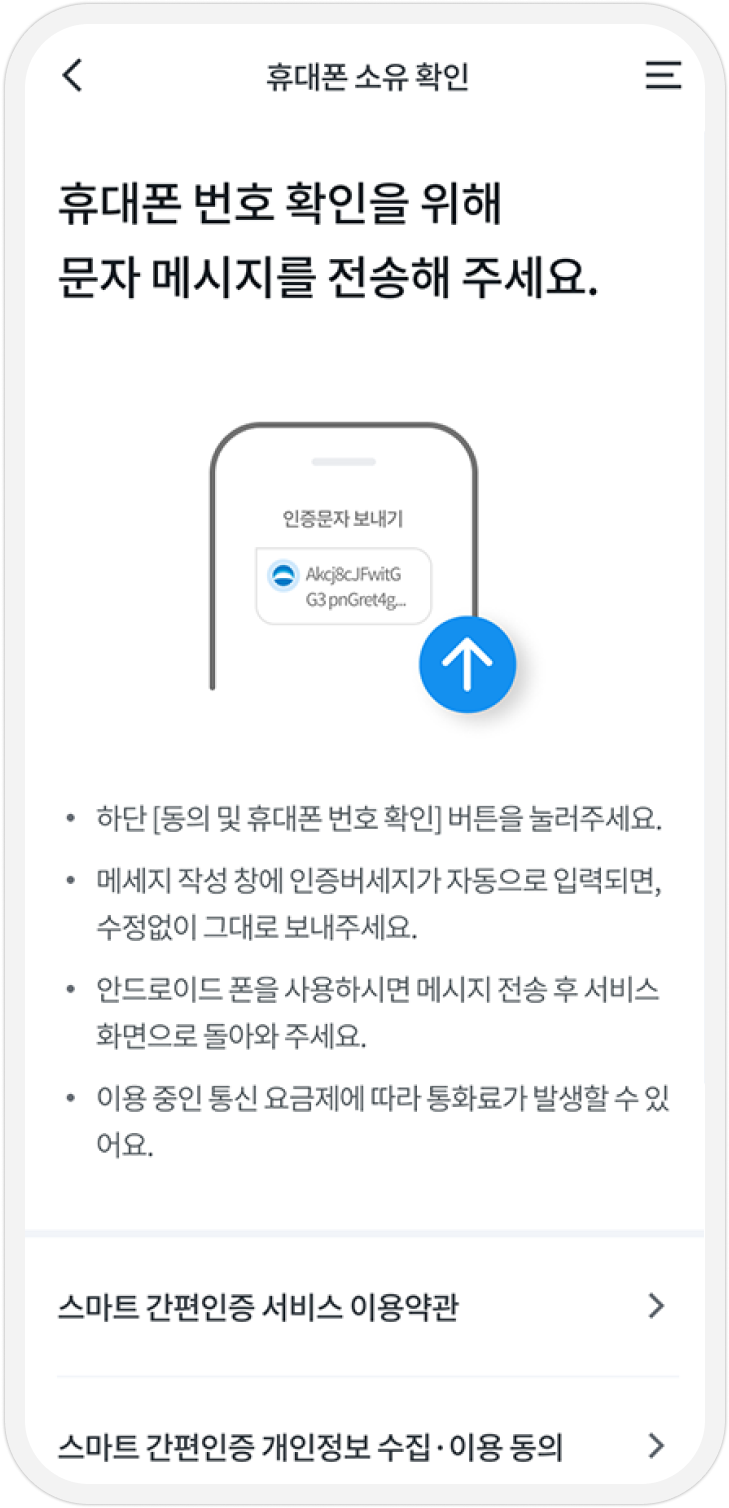 휴대폰 소유 확인
휴대폰 번호 확인을 위해
문자 메시지를 전송해 주세요.
인증문자 보내기
Akcj8cJFwitG
G3 pnGret4g...
• 하단 [동의 및 휴대폰 번호 확인] 버튼을 눌러주세요.
• 메세지 작성 창에 인증버세지가 자동으로 입력되면,
수정없이 그대로 보내주세요.
• 안드로이드 폰을 사용하시면 메시지 전송 후 서비스
화면으로 돌아와 주세요.
• 이용 중인 통신 요금제에 따라 통화료가 발생할 수 있
어요.
스마트 간편인증 서비스 이용약관
스마트 간편인증 개인정보 수집·이용 동의